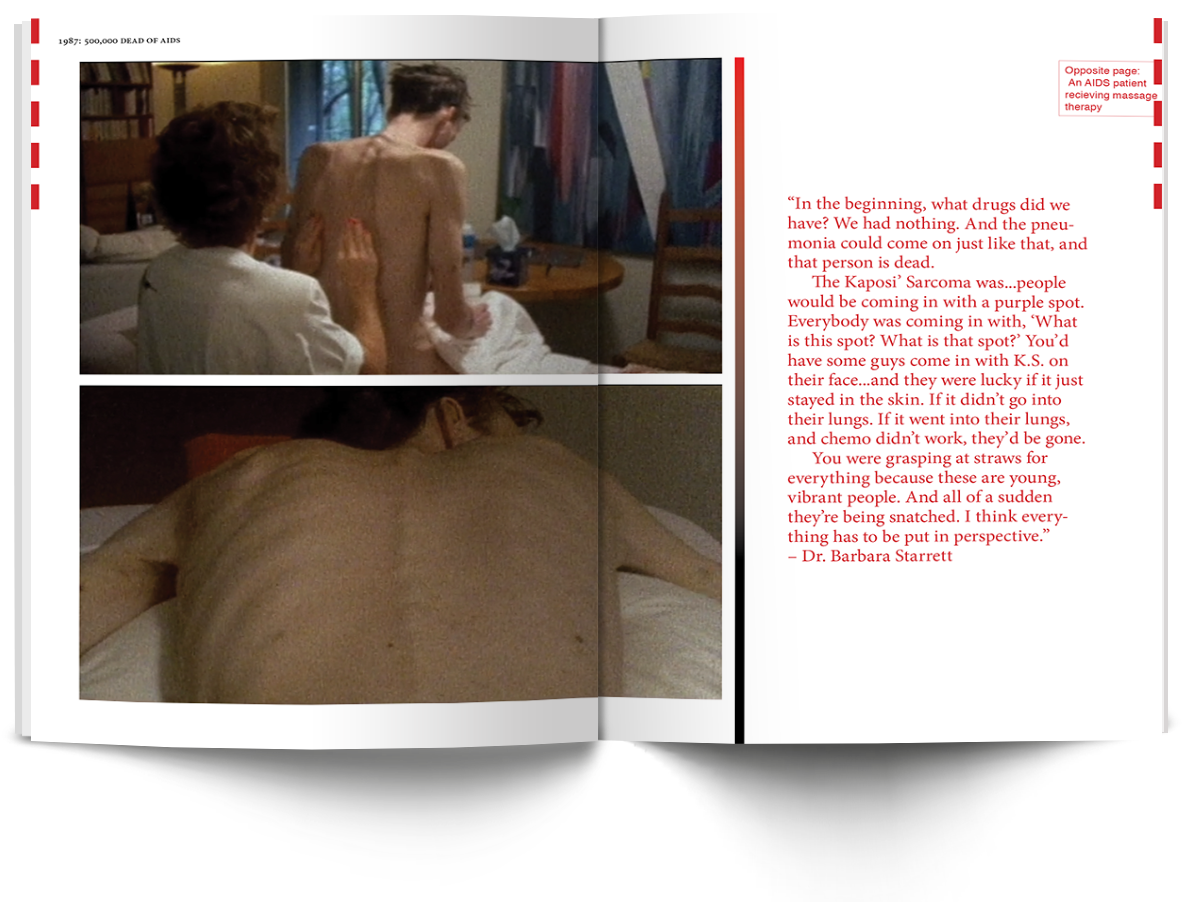 1987: 500,000 DEAD OF AIDS
Opposite page:
An AIDS patient
recieving massage
therapy
“In the beginning, what drugs did we
have? We had nothing. And the pneu-
monia could come on just like that, and
that person is dead.
The Kaposi’ Sarcoma was...people
would be coming in with a purple spot.
Everybody was coming in with, ‘What
is this spot? What is that spot?’ You’d
have some guys come in with K.S. on
their face...and they were lucky if it just
stayed in the skin. If it didn’t go into
their lungs. If it went into their lungs,
and chemo didn’t work, they’d be gone.
You were grasping at straws for
everything because these are young,
vibrant people. And all of a sudden
they’re being snatched. I think every-
thing has to be put in perspective.”
– Dr. Barbara Starrett